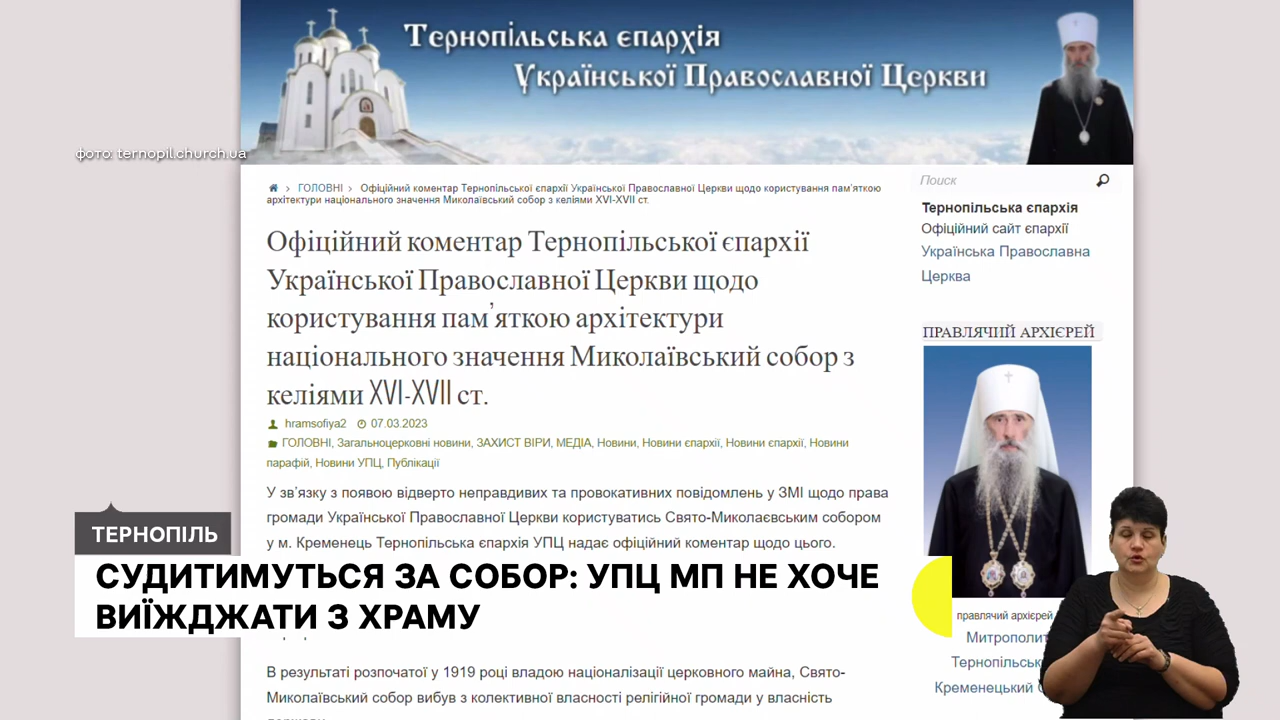 Тернопільська єпархія
Української Православної Церкви
фото: ternopil.church.ua
ГОЛОВНІ › Офіційний коментар Тернопільської єпархії Української Православної Церкви щодо користування пам'яткою
архітектури національного значення Миколаївський собор з келіями XVI-XVII ст.
Офіційний коментар Тернопільської єпархії
Української Православної Церкви щодо
користування пам'яткою архітектури
національного значення Миколаївський собор з
келіями XVI-XVII ст.
hramsofiya2 07.03.2023
ГОЛОВНІ, Загальноцерковні новини, ЗАХИСТ ВІРИ, МЕДІА, Новини, Новини єпархії, Новини єпархії, Новини
парафій, Новини УПЦ, Публікації
У зв'язку з появою відверто неправдивих та провокативних повідомлень у ЗМІ щодо права
громади Української Православної Церкви користуватись Свято-Миколаєвським собором
у м. Кременець Тернопільська єпархія УПЦ надає офіційний коментар щодо цього.
В результаті розпочатої у 1919 році владою націоналізації церковного майна, Свято-
Миколаївський собор вибув з колективної власності релігійної громади у власність
Поиск
Тернопільська єпархія
Офіційний сайт єпархії
Українська Православна
Церква
ПРАВЛЯЧИЙ АРХІЄРЕЙ
правлячий архієрей
Митрополит
Тернопільськ
Кременецький
ТЕРНОПІЛЬ
СУДИТИМУТЬСЯ ЗА СОБОР: УПЦ МП НЕ ХОЧЕ
ВИЇЖДЖАТИ З ХРАМУ